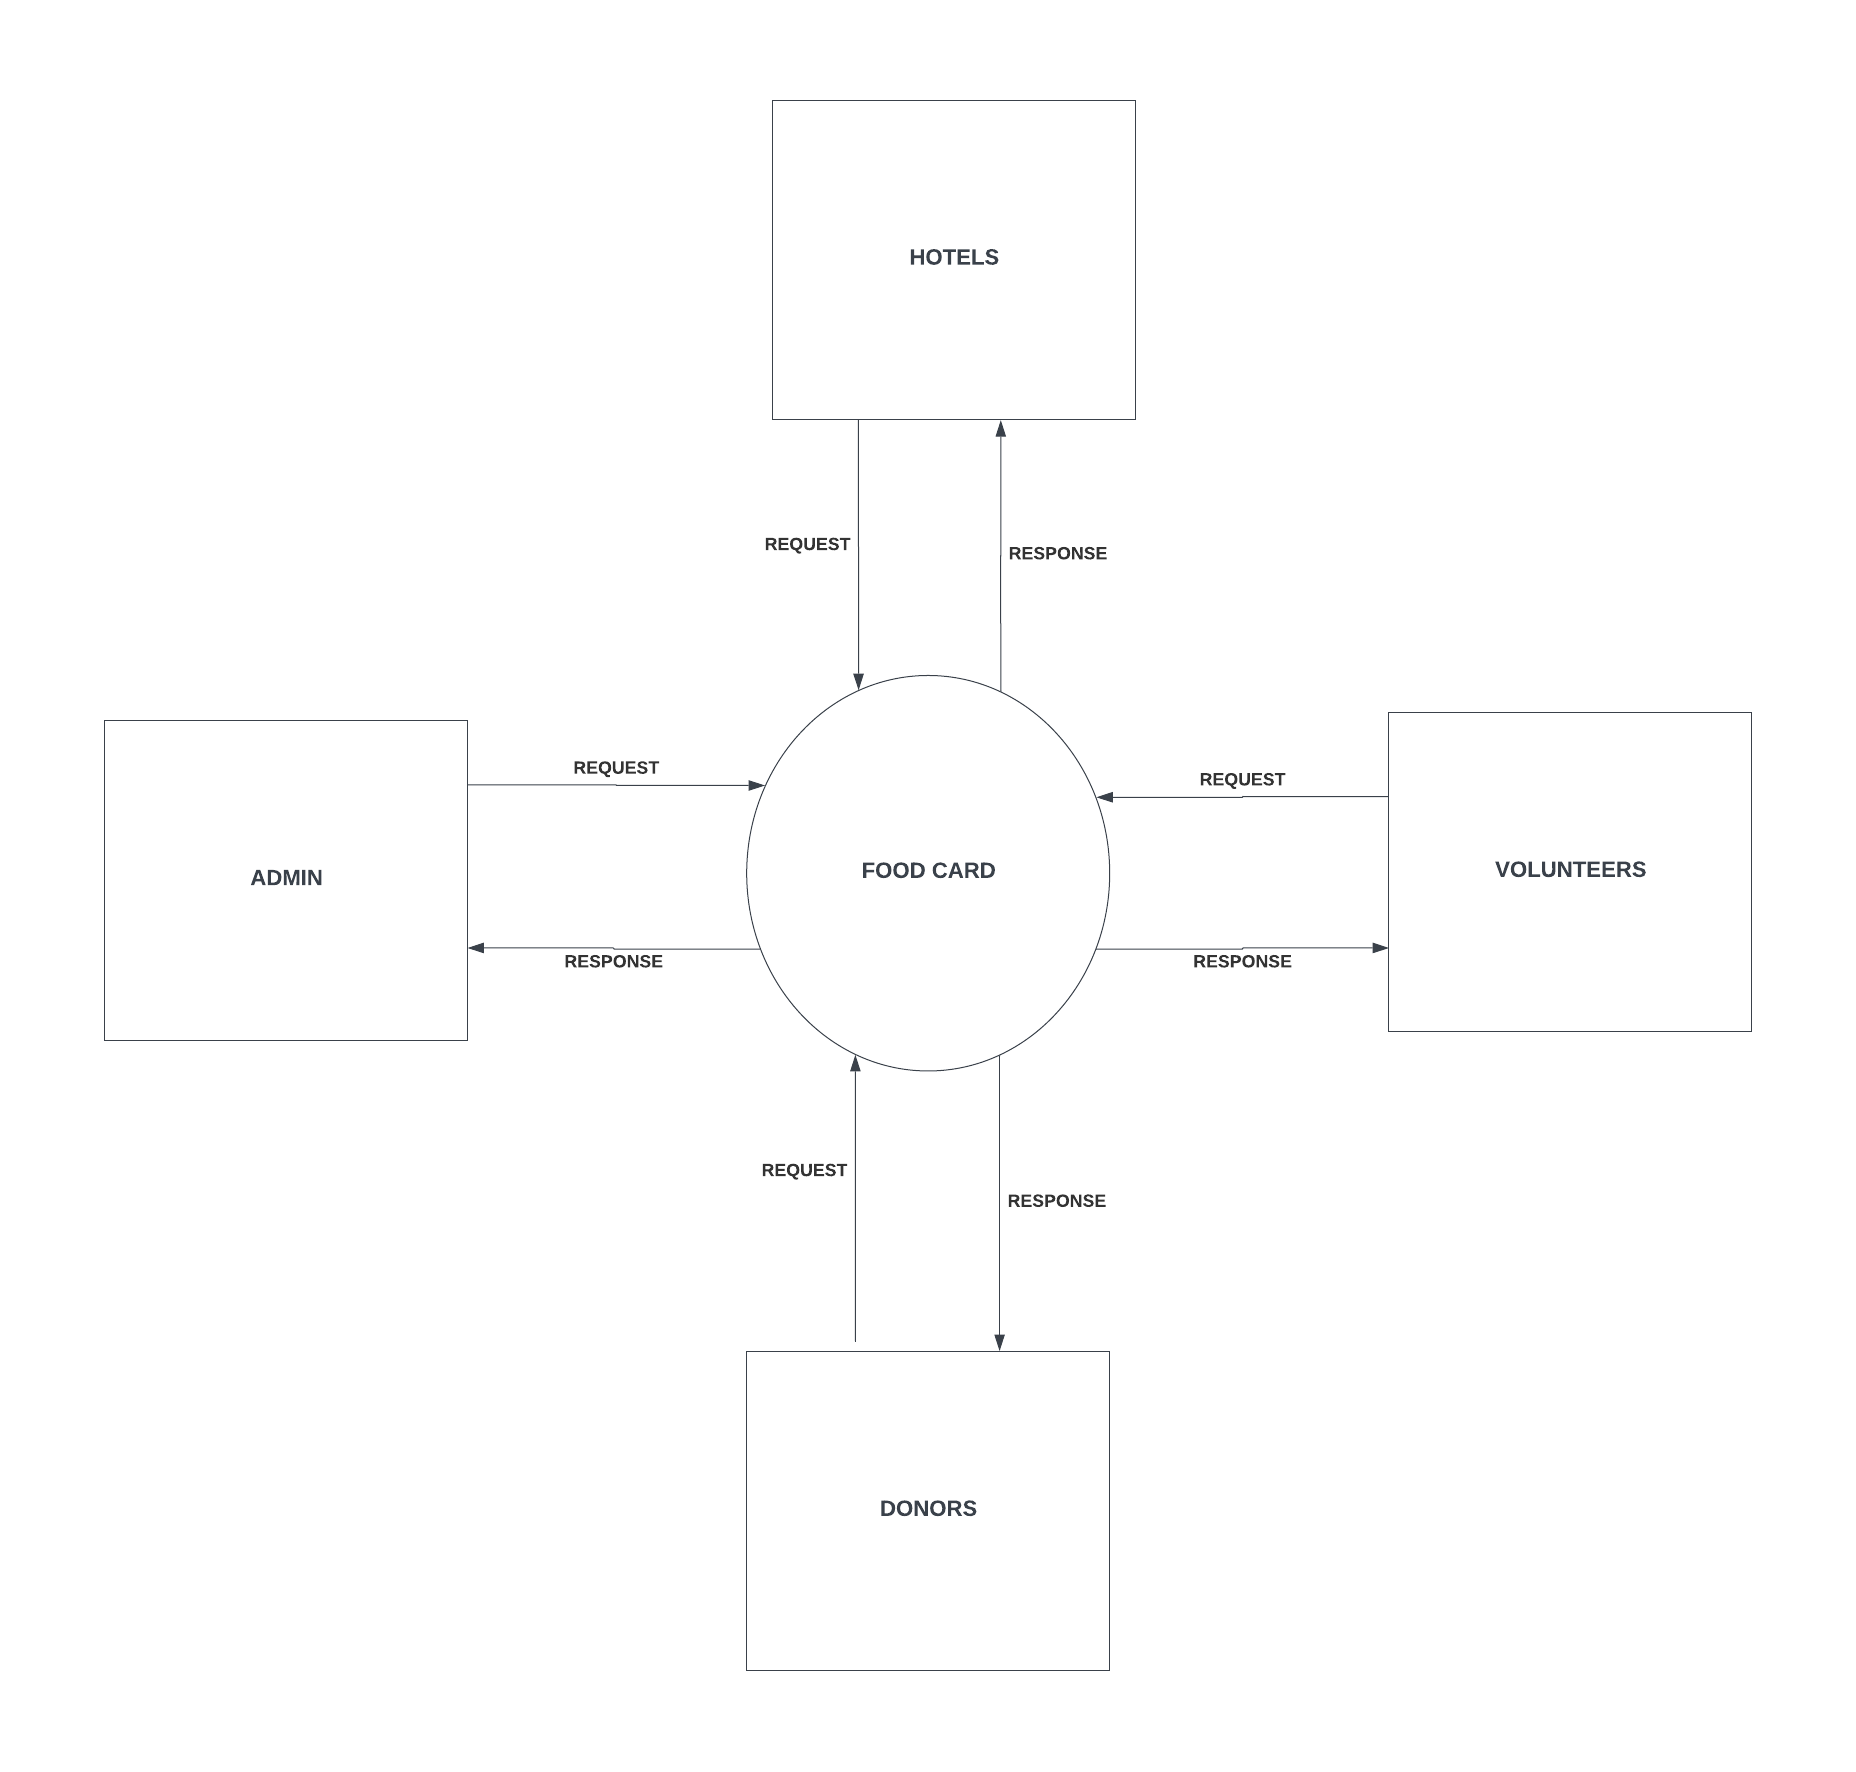 HOTELS
REQUEST
RESPONSE
REQUEST
REQUEST
ADMIN
FOOD CARD
VOLUNTEERS
RESPONSE
RESPONSE
REQUEST
RESPONSE
DONORS